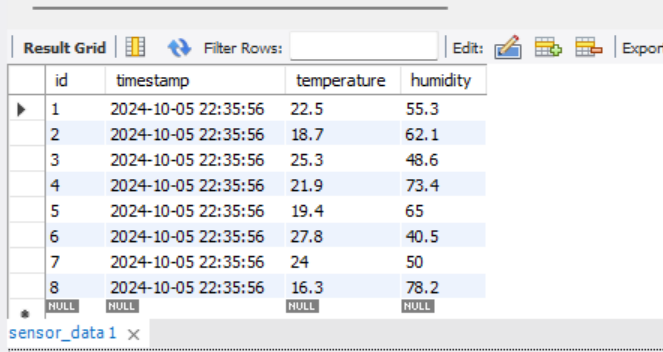 Result Grid Filter Rows: Edit: Expor
id timestamp temperature humidity
1 2024-10-05 22:35:56 22.5 55.3
2 2024-10-05 22:35:56 18.7 62.1
3 2024-10-05 22:35:56 25.3 48.6
4 2024-10-05 22:35:56 21.9 73.4
5 2024-10-05 22:35:56 19.4 65
6 2024-10-05 22:35:56 27.8 40.5
7 2024-10-05 22:35:56 24 50
8 2024-10-05 22:35:56 16.3 78.2
NULL NULL NULL NULL
sensor_data 1